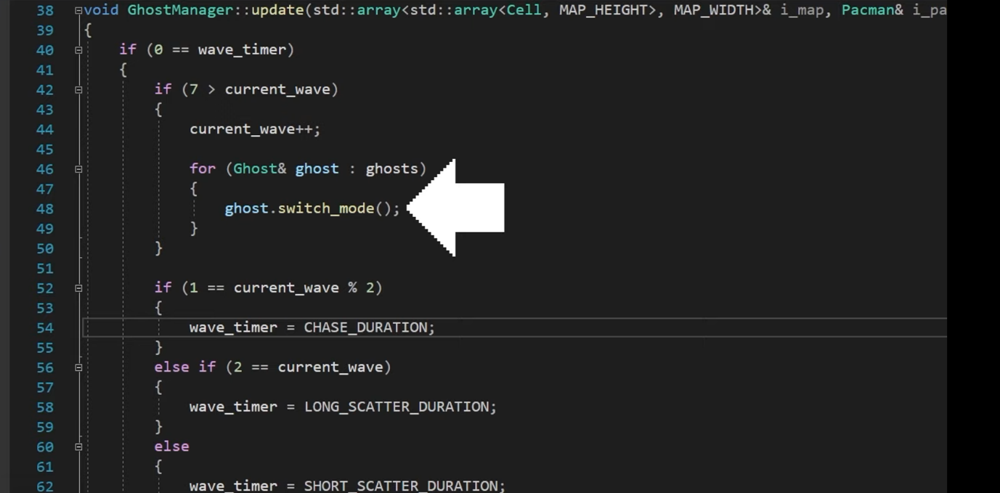 38 void GhostManager::update(std::array<std::array<Cell, MAP_HEIGHT>, MAP_WIDTH>& i_map, Pacman& i_pa
39 {
40 if (0 == wave_timer)
41 {
42 if (7 > current_wave)
43 {
44 current_wave++;
45
46 for (Ghost& ghost : ghosts)
47 {
48 ghost.switch_mode();
49 }
50 }
51
52 if (1 == current_wave % 2)
53 {
54 wave_timer = CHASE_DURATION;
55 }
56 else if (2 == current_wave)
57 {
58 wave_timer = LONG_SCATTER_DURATION;
59 }
60 else
61 {
62 wave_timer = SHORT_SCATTER_DURATION;